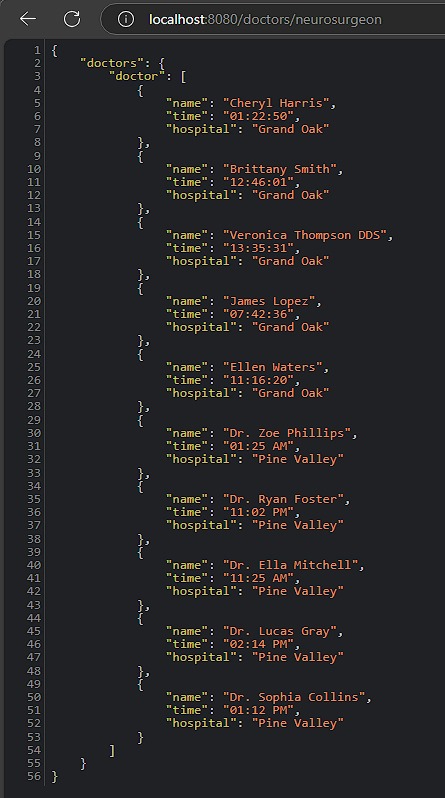 localhost:8080/doctors/neurosurgeon
1 {
2 "doctors": {
3 "doctor": [
4 {
5 "name": "Cheryl Harris",
6 "time": "01:22:50",
7 "hospital": "Grand Oak"
8 },
9 {
10 "name": "Brittany Smith",
11 "time": "12:46:01",
12 "hospital": "Grand Oak"
13 },
14 {
15 "name": "Veronica Thompson DDS",
16 "time": "13:35:31",
17 "hospital": "Grand Oak"
18 },
19 {
20 "name": "James Lopez",
21 "time": "07:42:36",
22 "hospital": "Grand Oak"
23 },
24 {
25 "name": "Ellen Waters",
26 "time": "11:16:20",
27 "hospital": "Grand Oak"
28 },
29 {
30 "name": "Dr. Zoe Phillips",
31 "time": "01:25 AM",
32 "hospital": "Pine Valley"
33 },
34 {
35 "name": "Dr. Ryan Foster",
36 "time": "11:02 PM",
37 "hospital": "Pine Valley"
38 },
39 {
40 "name": "Dr. Ella Mitchell",
41 "time": "11:25 AM",
42 "hospital": "Pine Valley"
43 },
44 {
45 "name": "Dr. Lucas Gray",
46 "time": "02:14 PM",
47 "hospital": "Pine Valley"
48 },
49 {
50 "name": "Dr. Sophia Collins",
51 "time": "01:12 PM",
52 "hospital": "Pine Valley"
53 }
54 ]
55 }
56 }